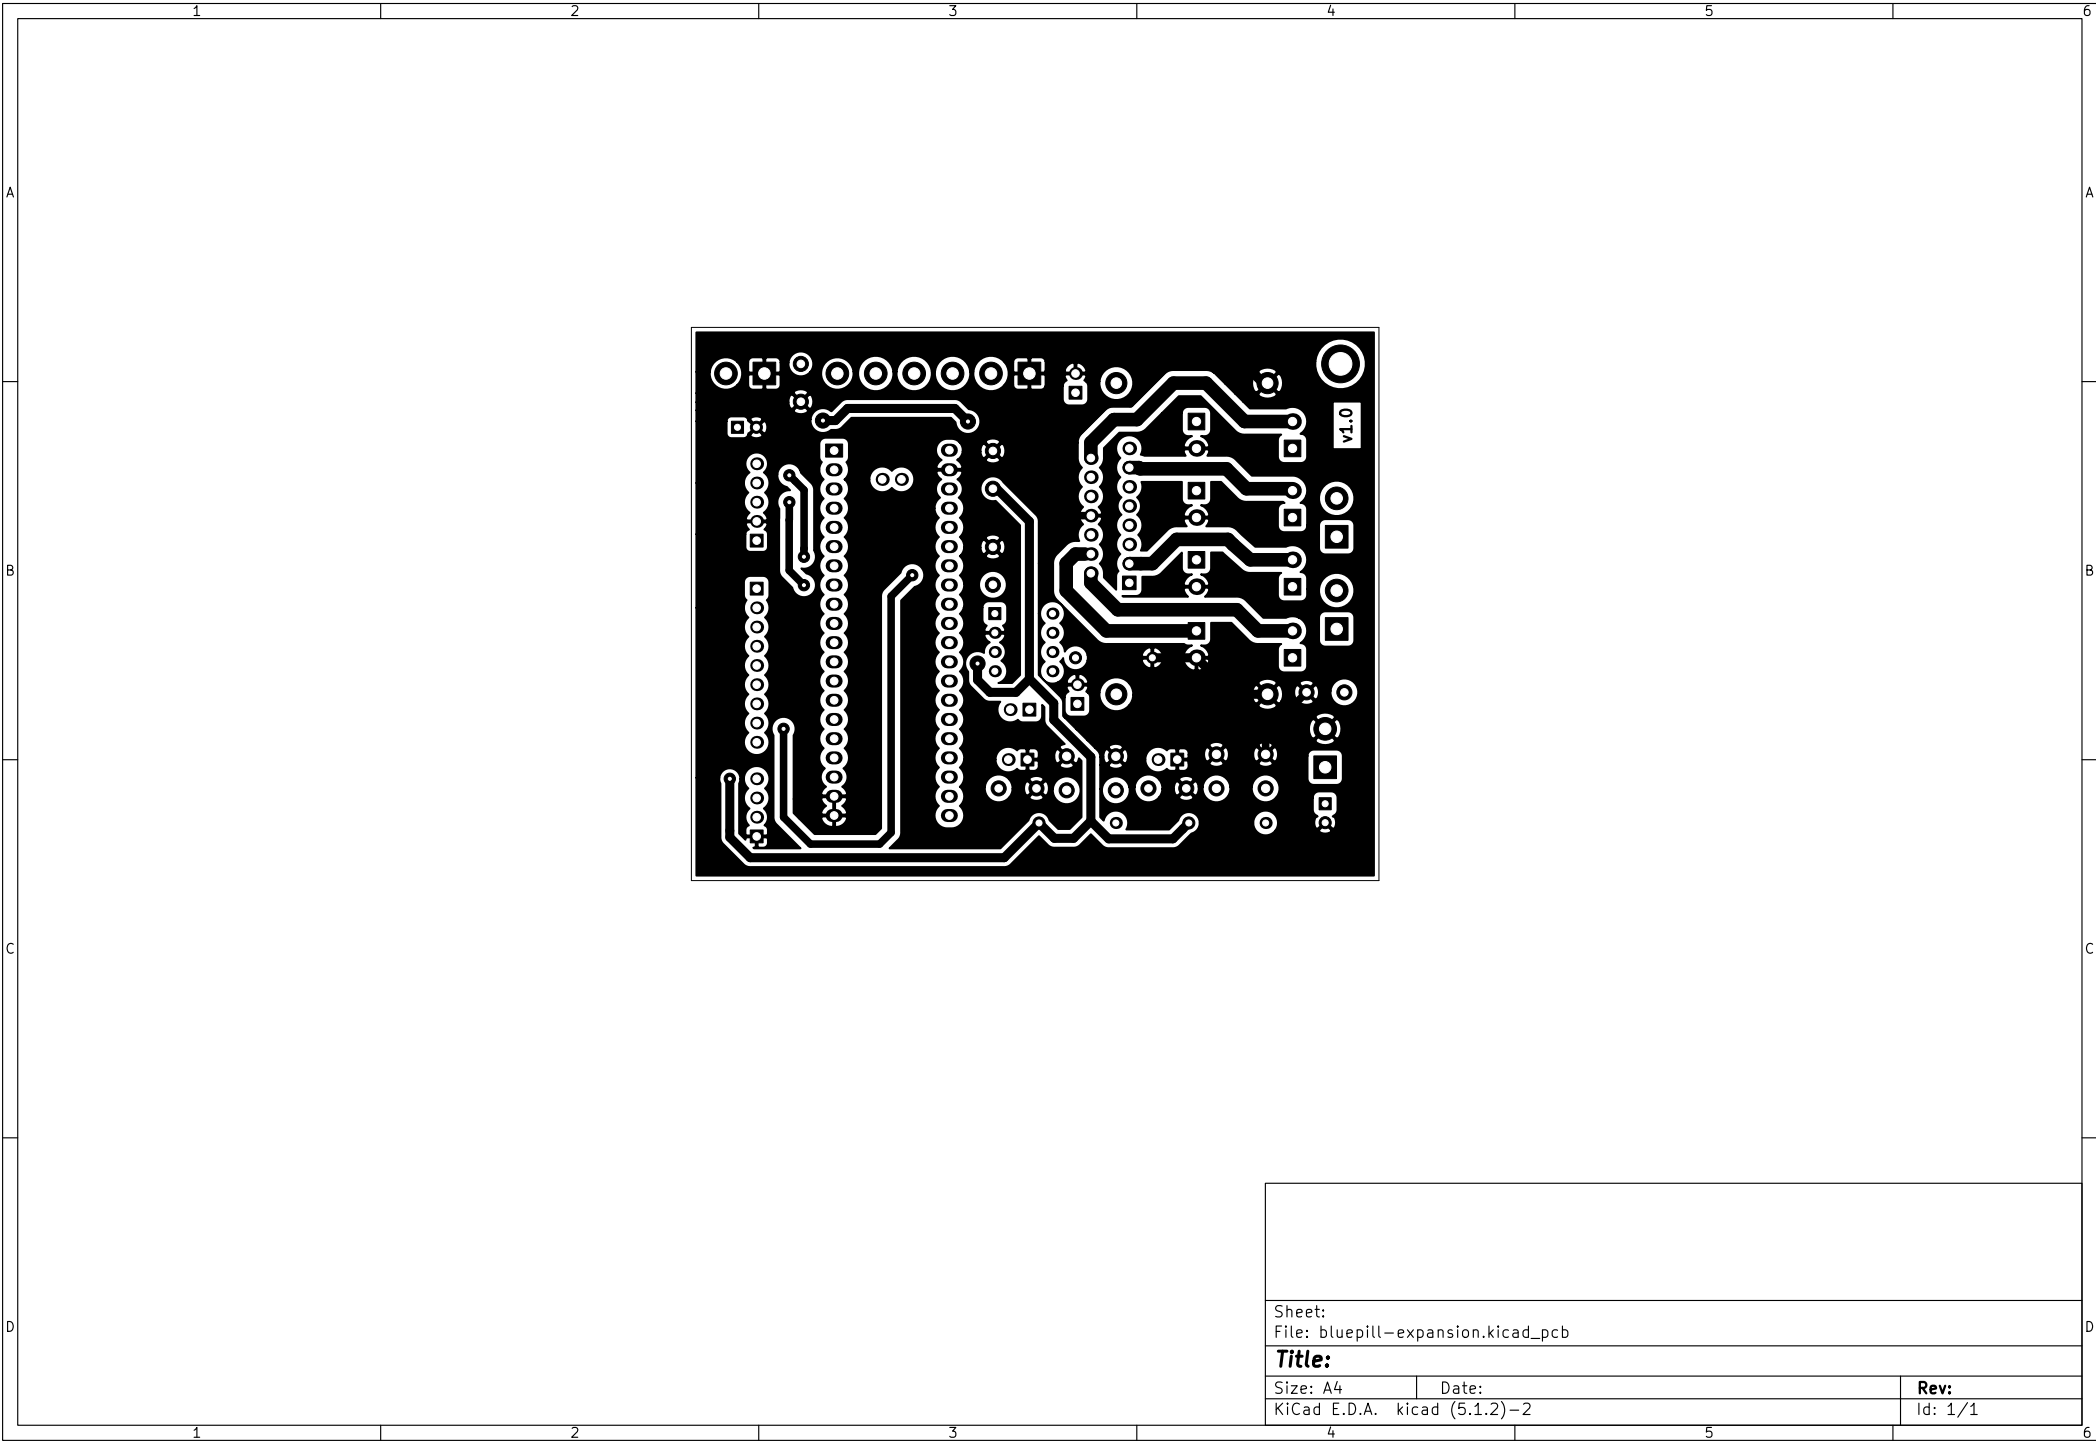 1 2 3 4 5 6
A A
v1.0
B B
C C
Sheet:
File: bluepill-expansion.kicad_pcb
D D
Title:
Size: A4 Date: Rev:
KiCad E.D.A. kicad (5.1.2)-2 Id: 1/1
1 2 3 4 5 6